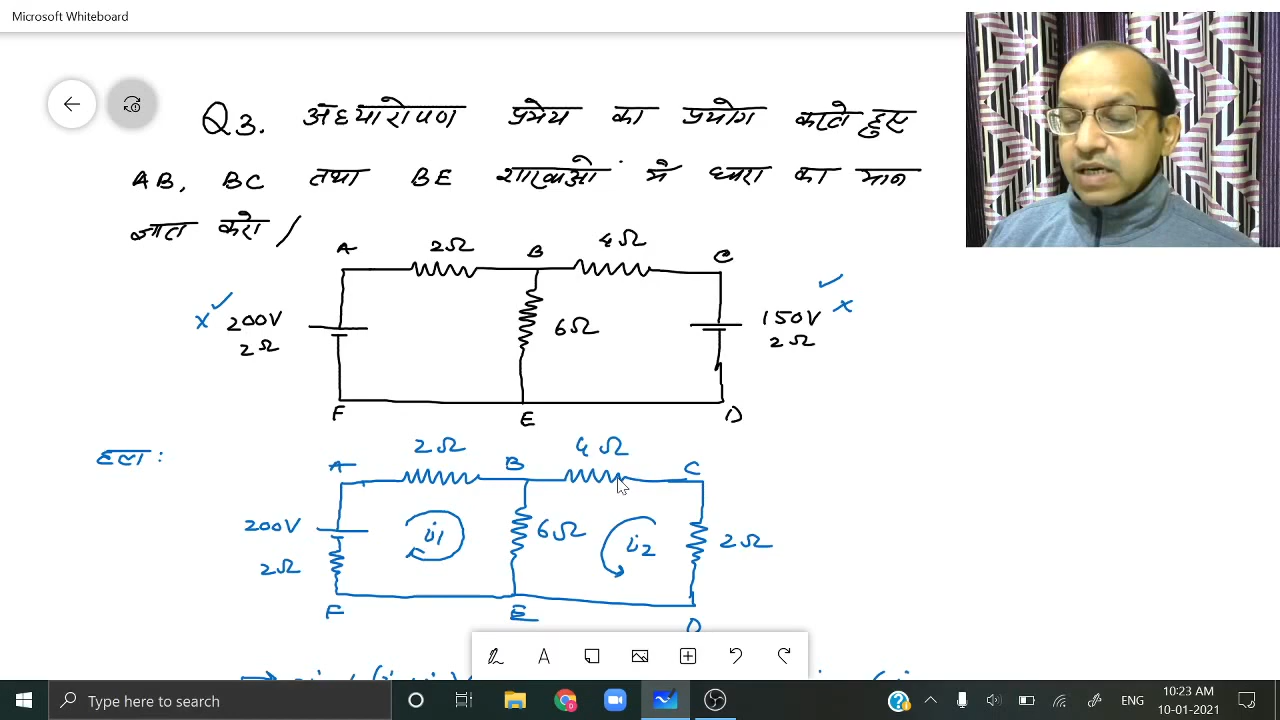 Microsoft Whiteboard
Q3. अध्यारोपण प्रमेय का प्रयोग करते हुए
AB, BC तथा BE शाखाओं में धारा का मान
ज्ञात करो /
A 2Ω B 4Ω C
x ✓ 200V
2Ω
6Ω
150V ✓ x
2Ω
F E D
हल :
A 2Ω B 4Ω C
200V
2Ω
i1
6Ω
i2
2Ω
F E D
Type here to search
ENG
10:23 AM
10-01-2021